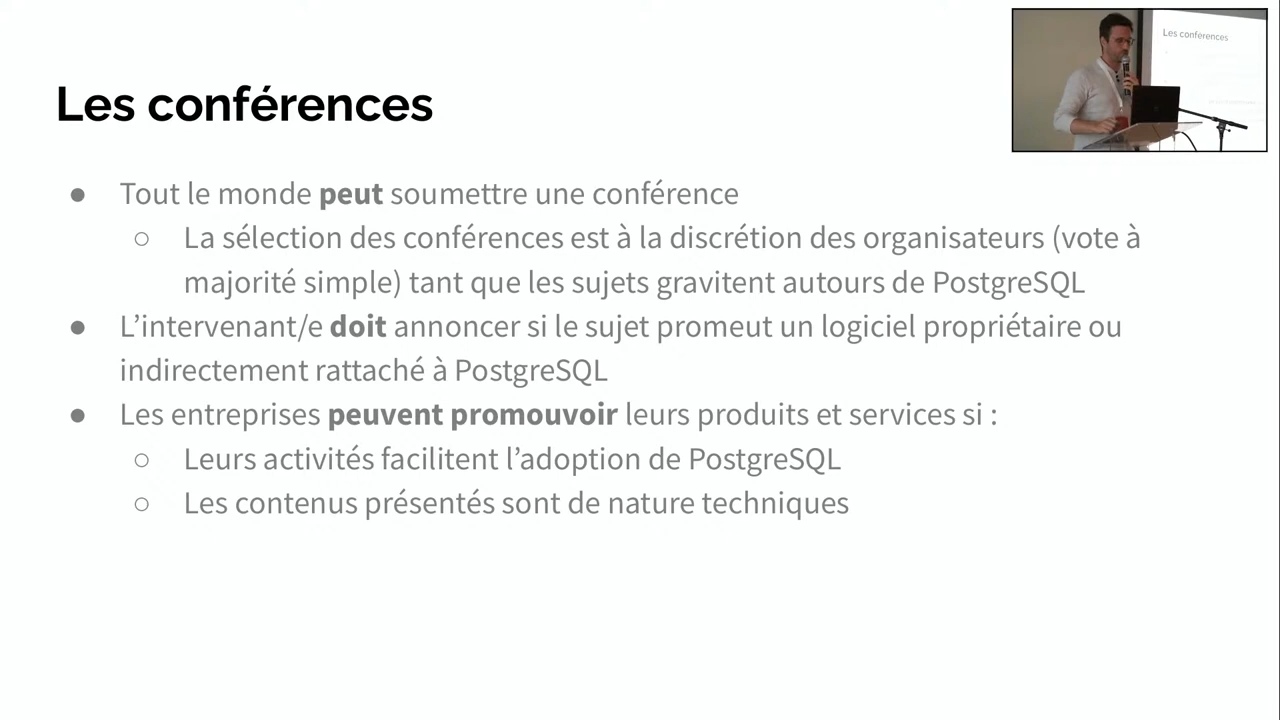 Les conférences
Les conférences
● Tout le monde peut soumettre une conférence
○ La sélection des conférences est à la discrétion des organisateurs (vote à
majorité simple) tant que les sujets gravitent autours de PostgreSQL
● L’intervenant/e doit annoncer si le sujet promeut un logiciel propriétaire ou
indirectement rattaché à PostgreSQL
● Les entreprises peuvent promouvoir leurs produits et services si :
○ Leurs activités facilitent l’adoption de PostgreSQL
○ Les contenus présentés sont de nature techniques